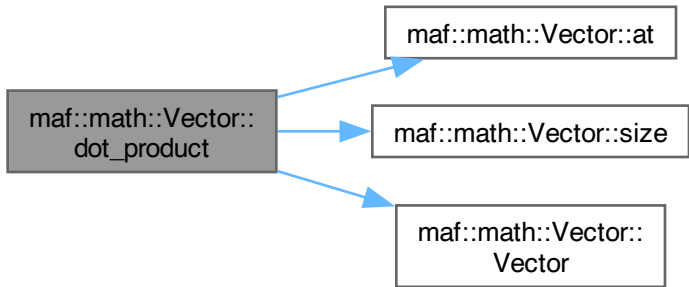 maf::math::Vector::
dot_product
maf::math::Vector::at
maf::math::Vector::size
maf::math::Vector::
Vector